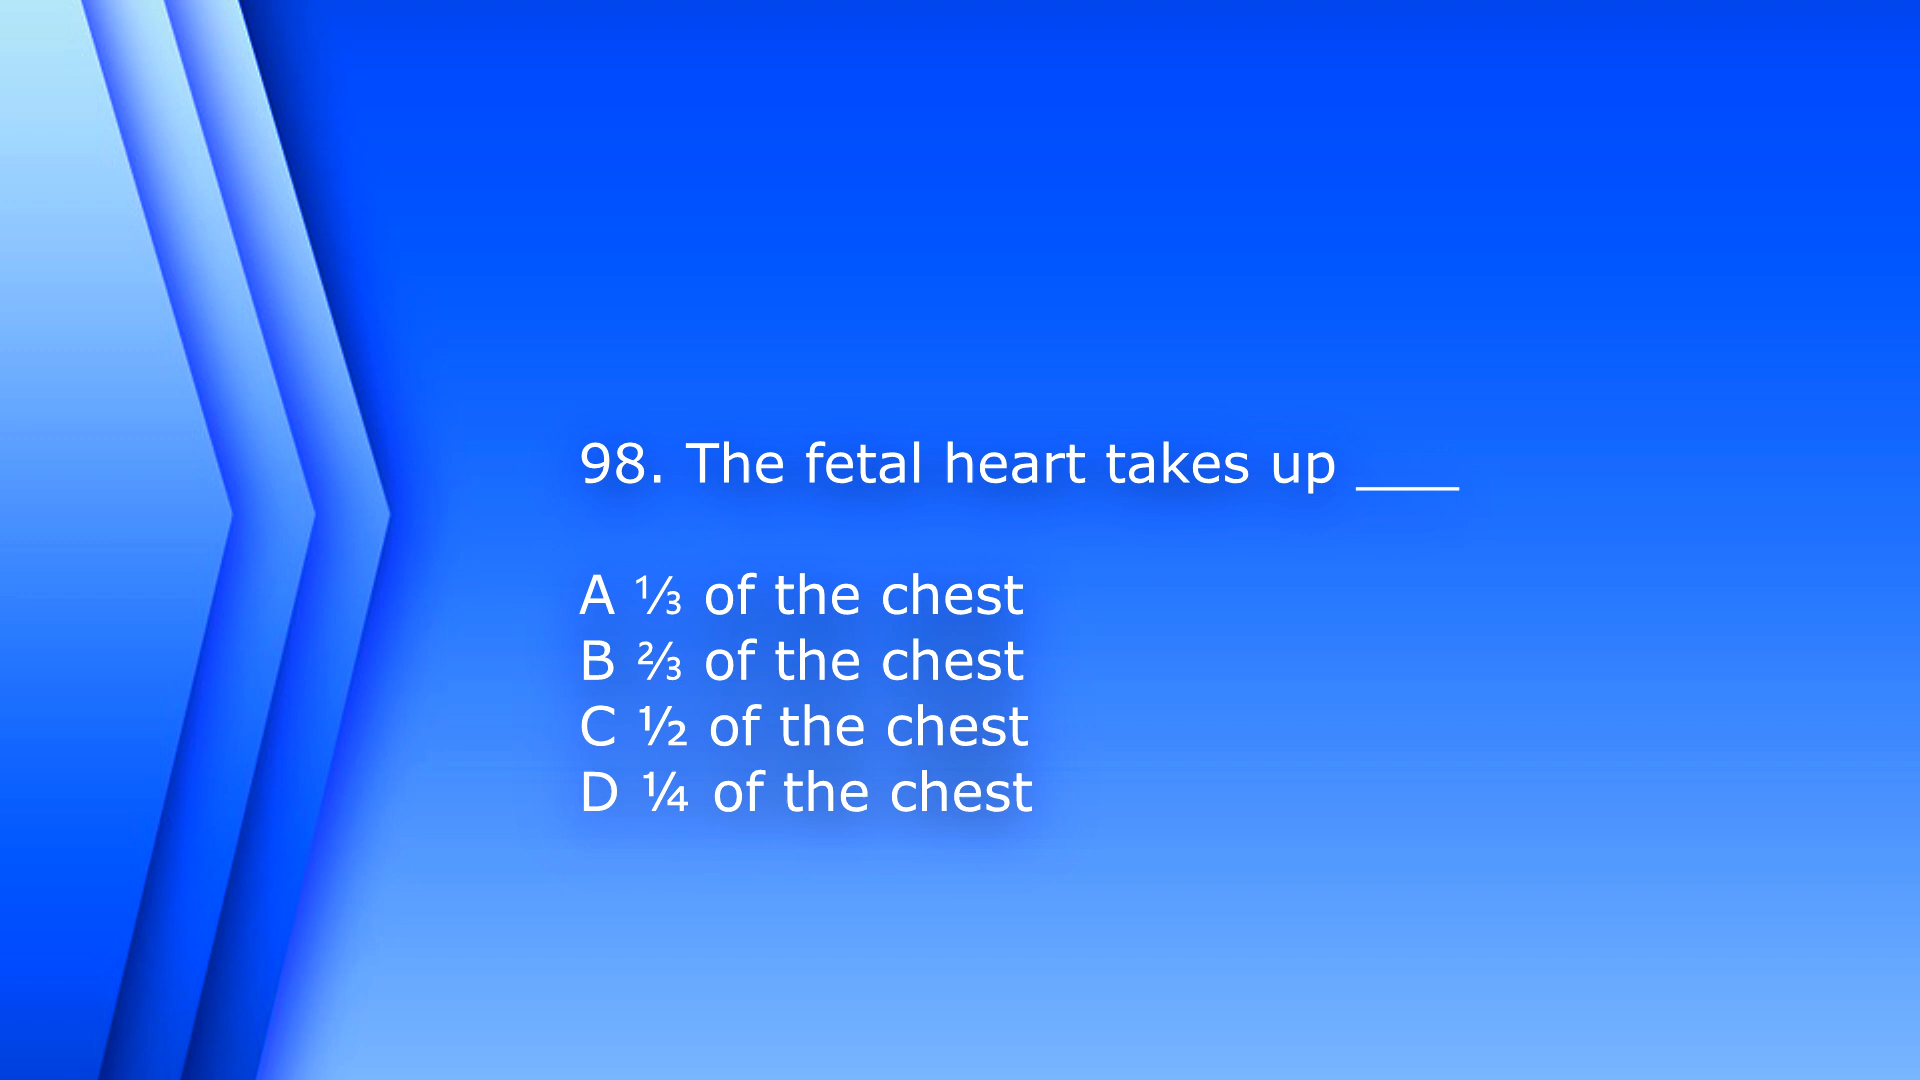 98. The fetal heart takes up ___
A ⅓ of the chest
B ⅔ of the chest
C ½ of the chest
D ¼ of the chest